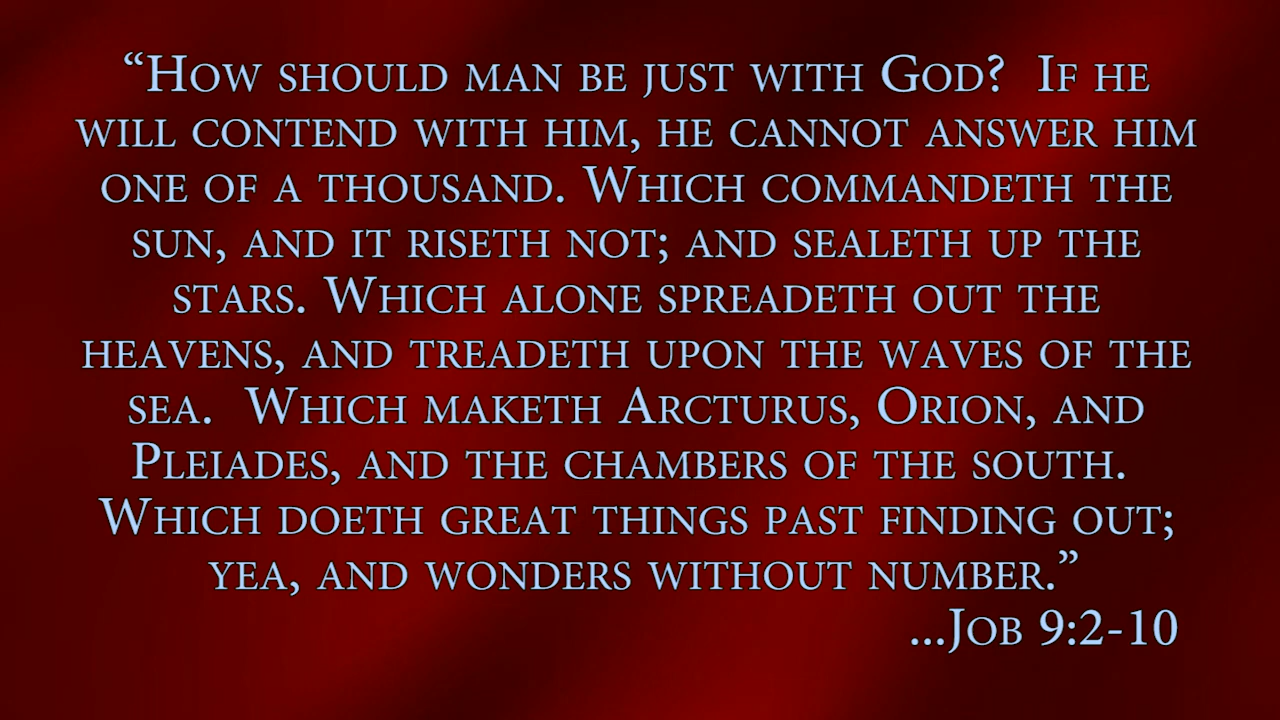 “How should man be just with God?  If he
will contend with him, he cannot answer him
one of a thousand. Which commandeth the
sun, and it riseth not; and sealeth up the
stars. Which alone spreadeth out the
heavens, and treadeth upon the waves of the
sea.  Which maketh Arcturus, Orion, and
Pleiades, and the chambers of the south.
Which doeth great things past finding out;
yea, and wonders without number.”
...Job 9:2-10